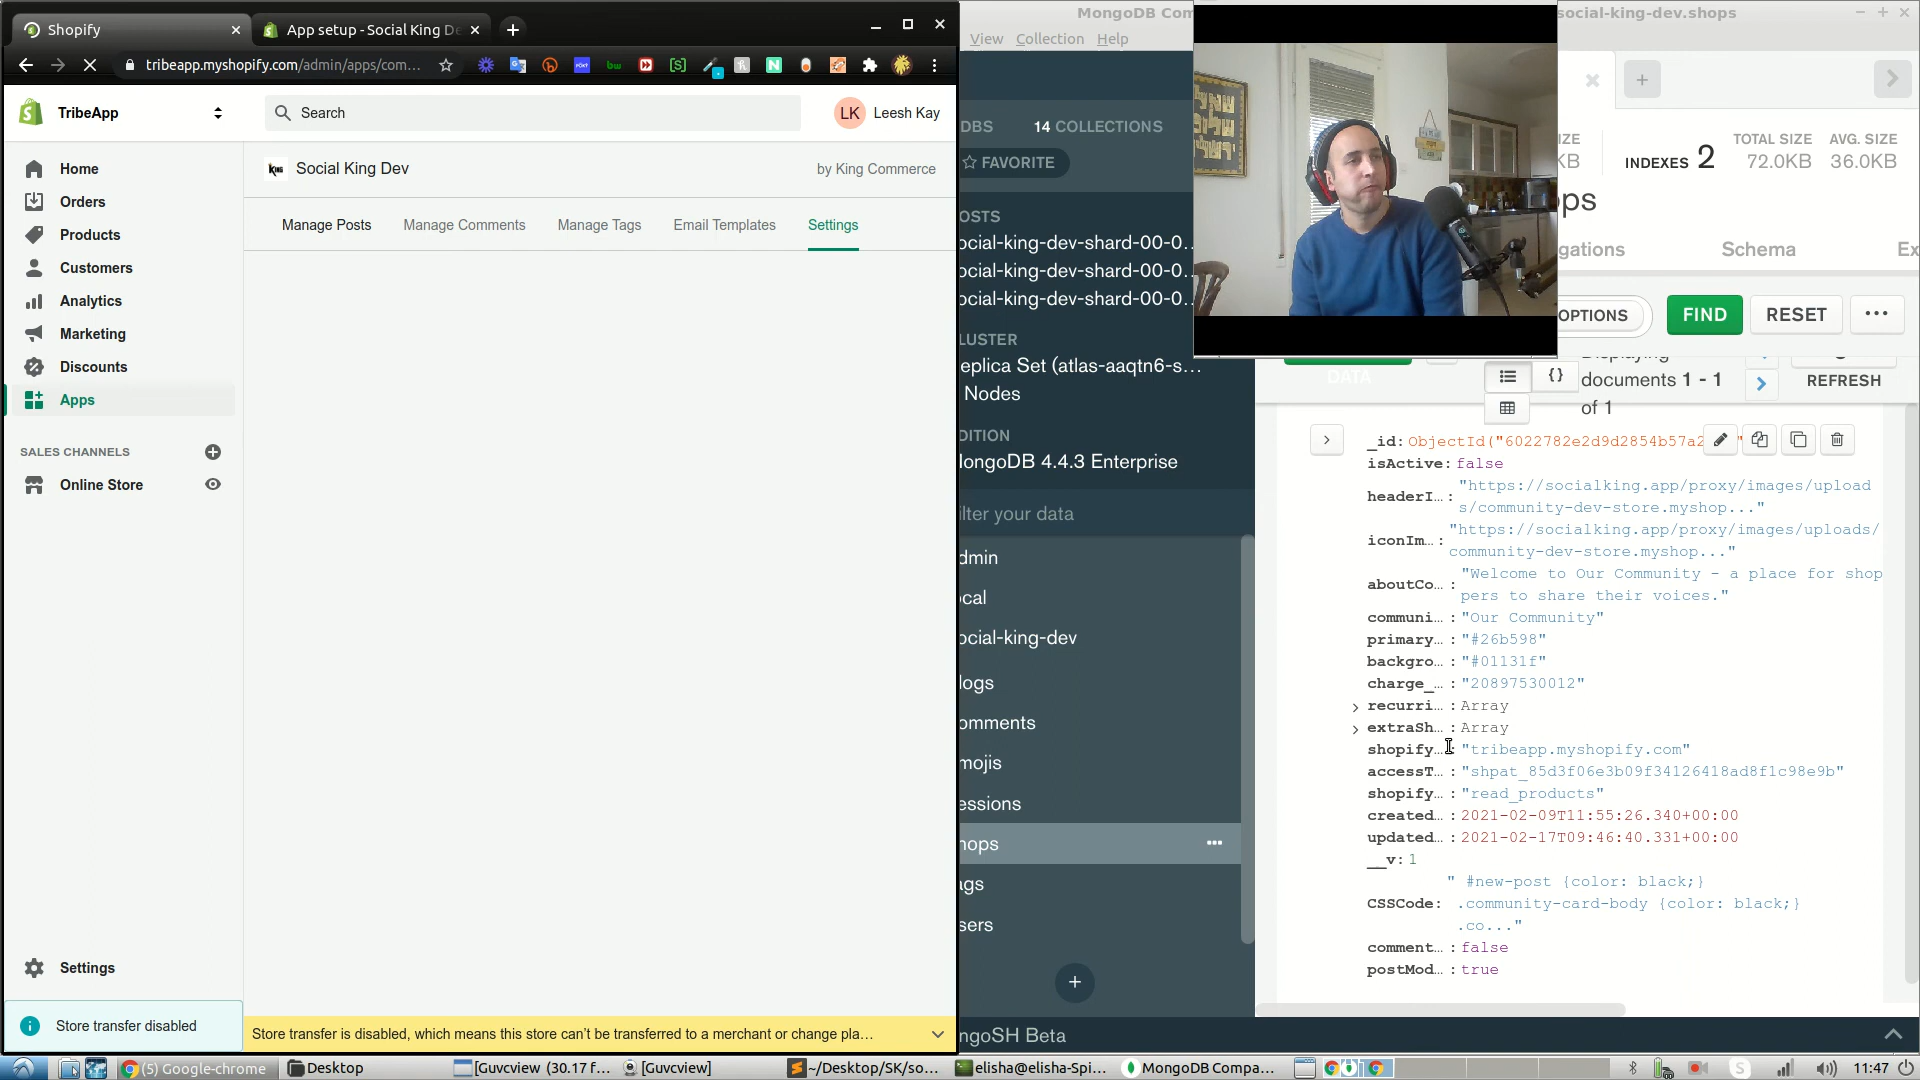 Shopify
App setup - Social King De
tribeapp.myshopify.com/admin/apps/com...
TribeApp
Search
LK
Leesh Kay
Home
Orders
Products
Customers
Analytics
Marketing
Discounts
Apps
SALES CHANNELS
Online Store
Settings
Store transfer disabled
King
Social King Dev
by King Commerce
Manage Posts
Manage Comments
Manage Tags
Email Templates
Settings
Store transfer is disabled, which means this store can't be transferred to a merchant or change pla...
MongoDB Com
social-king-dev.shops
View
Collection
Help
DBS
14 COLLECTIONS
FAVORITE
OSTS
ocial-king-dev-shard-00-0...
ocial-king-dev-shard-00-0...
ocial-king-dev-shard-00-0...
LUSTER
eplica Set (atlas-aaqtn6-s...
Nodes
DITION
longoDB 4.4.3 Enterprise
ilter your data
dmin
ocal
ocial-king-dev
logs
omments
mojis
essions
hops
ags
sers
ngoSH Beta
IZE
KB
INDEXES 2
TOTAL SIZE
72.0KB
AVG. SIZE
36.0KB
ps
gations
Schema
Ex
OPTIONS
FIND
RESET
DATA
Displaying
documents 1 - 1
of 1
REFRESH
_id: ObjectId("6022782e2d9d2854b57a2
isActive: false
headerI... : "https://socialking.app/proxy/images/upload
s/community-dev-store.myshop..."
iconIm... : "https://socialking.app/proxy/images/uploads/
community-dev-store.myshop..."
aboutCo... : "Welcome to Our Community - a place for shop
pers to share their voices."
communi... : "Our Community"
primary... : "#26b598"
backgro... : "#01131f"
charge_... : "20897530012"
recurri... : Array
extraSh... : Array
shopify... : "tribeapp.myshopify.com"
accessT... : "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"
shopify... : "read_products"
created... : 2021-02-09T11:55:26.340+00:00
updated... : 2021-02-17T09:46:40.331+00:00
__v: 1
CSSCode: " #new-post {color: black;}
.community-card-body {color: black;}
.co..."
comment... : false
postMod... : true
(5) Google-chrome
Desktop
[Guvcview (30.17 f...
[Guvcview]
~/Desktop/SK/so...
elisha@elisha-Spi...
MongoDB Compa...
11:47